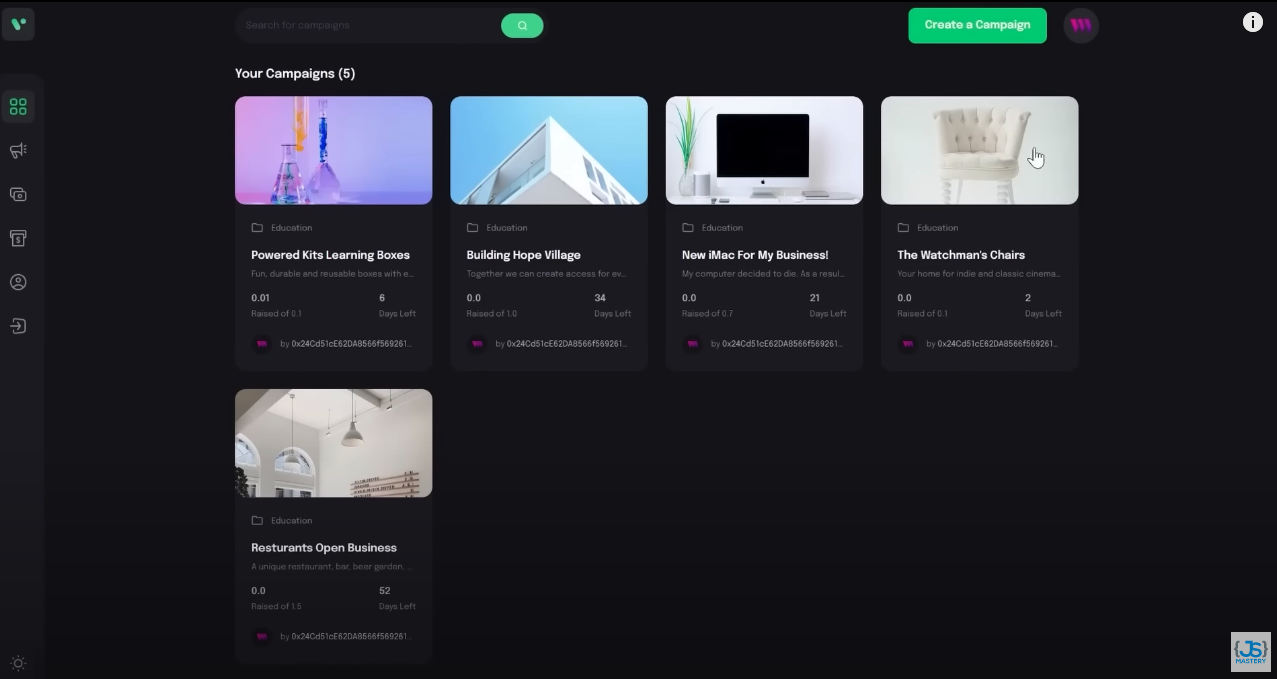 Search for campaigns
Create a Campaign
Your Campaigns (5)
Education
Powered Kits Learning Boxes
Fun, durable and reusable boxes with e...
0.01
6
Raised of 0.1
Days Left
by 0x24Cd51cE62DA8566f569261...
Education
Building Hope Village
Together we can create access for ev...
0.0
34
Raised of 1.0
Days Left
by 0x24Cd51cE62DA8566f569261...
Education
New iMac For My Business!
My computer decided to die. As a resul...
0.0
21
Raised of 0.7
Days Left
by 0x24Cd51cE62DA8566f569261...
Education
The Watchman's Chairs
Your home for indie and classic cinema...
0.0
2
Raised of 0.1
Days Left
by 0x24Cd51cE62DA8566f569261...
Education
Resturants Open Business
A unique restaurant, bar, beer garden, ...
0.0
52
Raised of 1.5
Days Left
by 0x24Cd51cE62DA8566f569261...
{JS}
MASTERY